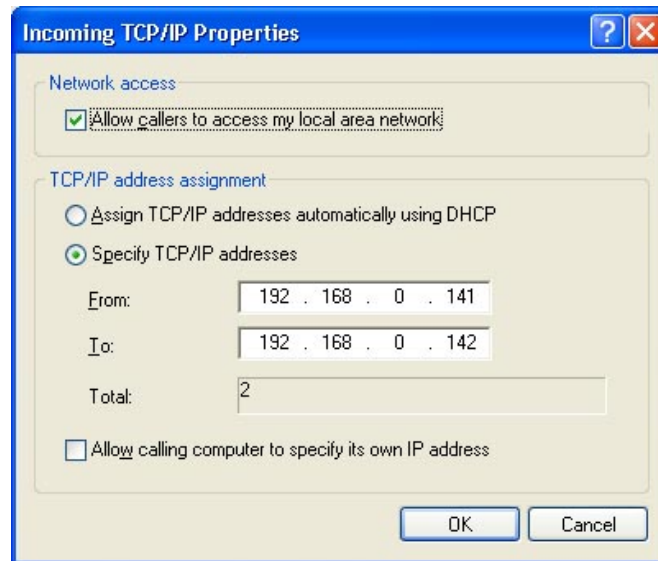 Incoming TCP/IP Properties
Network access
Allow callers to access my local area network
TCP/IP address assignment
Assign TCP/IP addresses automatically using DHCP
Specify TCP/IP addresses
From: 192 . 168 . 0 . 141
To: 192 . 168 . 0 . 142
Total: 2
Allow calling computer to specify its own IP address
OK Cancel